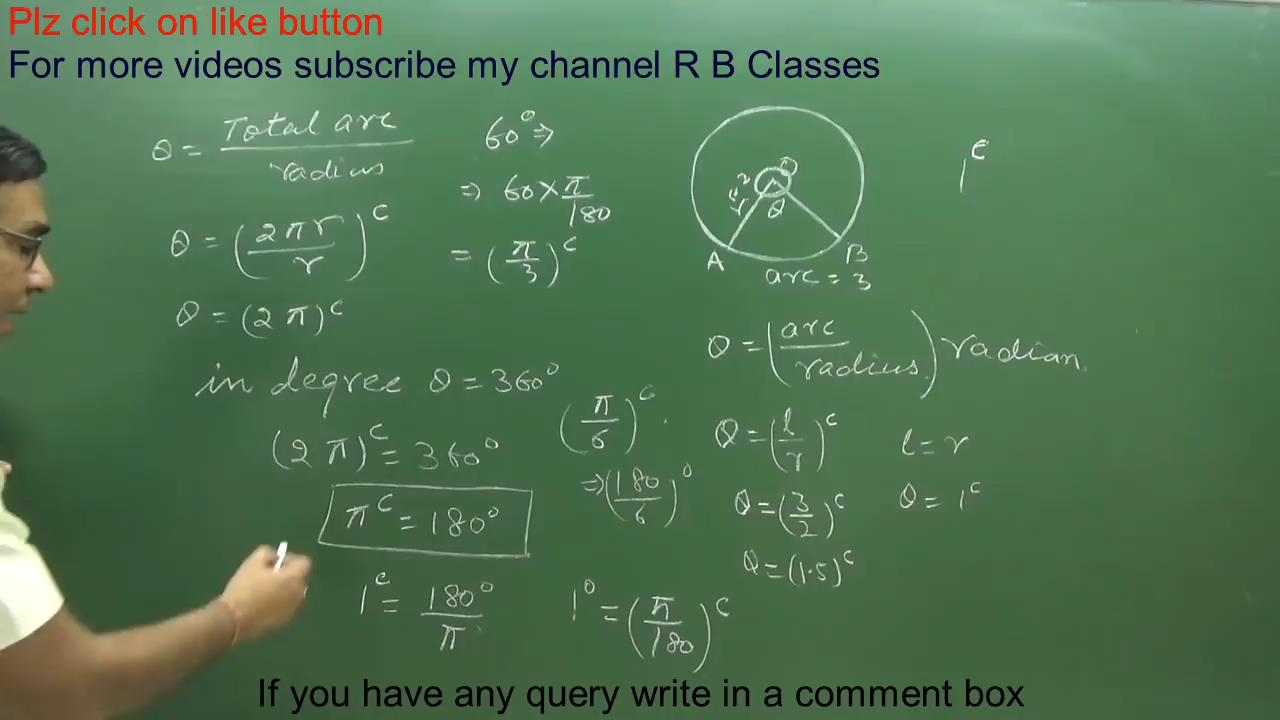 Plz click on like button
For more videos subscribe my channel R B Classes
θ = Total arc / radius
θ = (2πr / r)^c
θ = (2π)^c
in degree θ = 360°
(2π)^c = 360°
π^c = 180°
1^c = 180° / π
60° ⇒
⇒ 60 × π / 180
= (π / 3)^c
(π / 6)^c
⇒ (180 / 6)°
1° = (π / 180)^c
θ
A
B
arc = 3
θ = (arc / radius) radian
θ = (l / r)^c
θ = (3 / 2)^c
θ = (1.5)^c
1^c
l = r
θ = 1^c
If you have any query write in a comment box